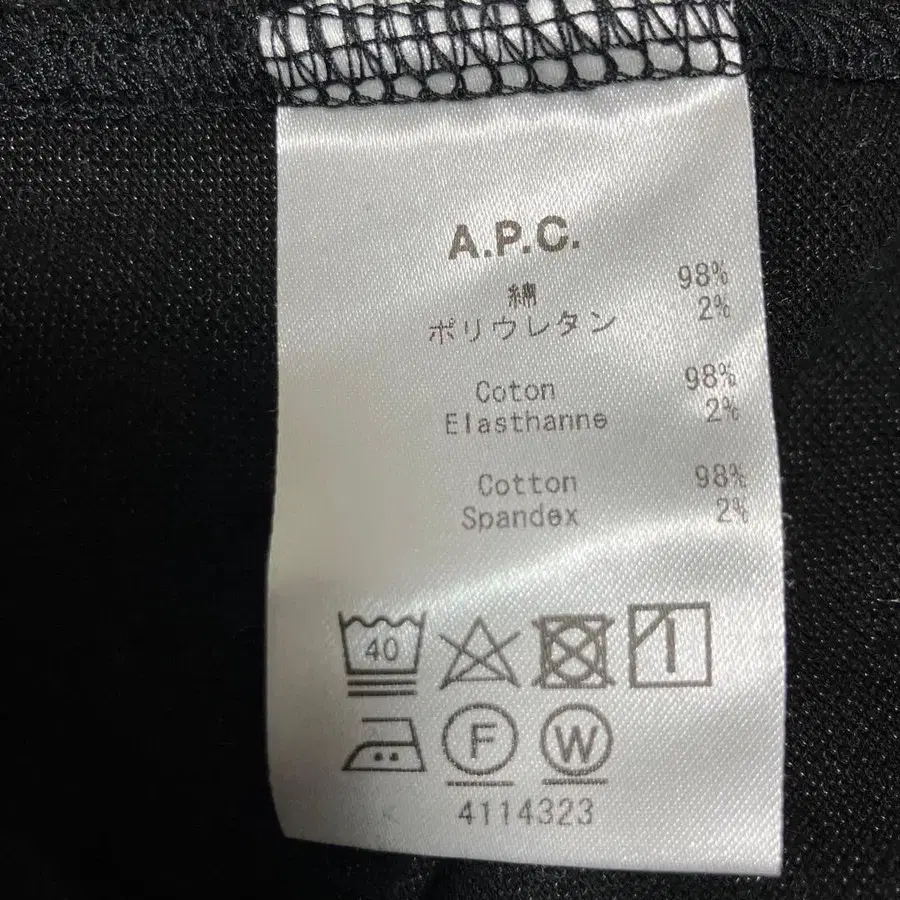 A.P.C.
綿 98%
ポリウレタン 2%
Coton 98%
Elasthanne 2%
Cotton 98%
Spandex 2%
40
F W
4114323